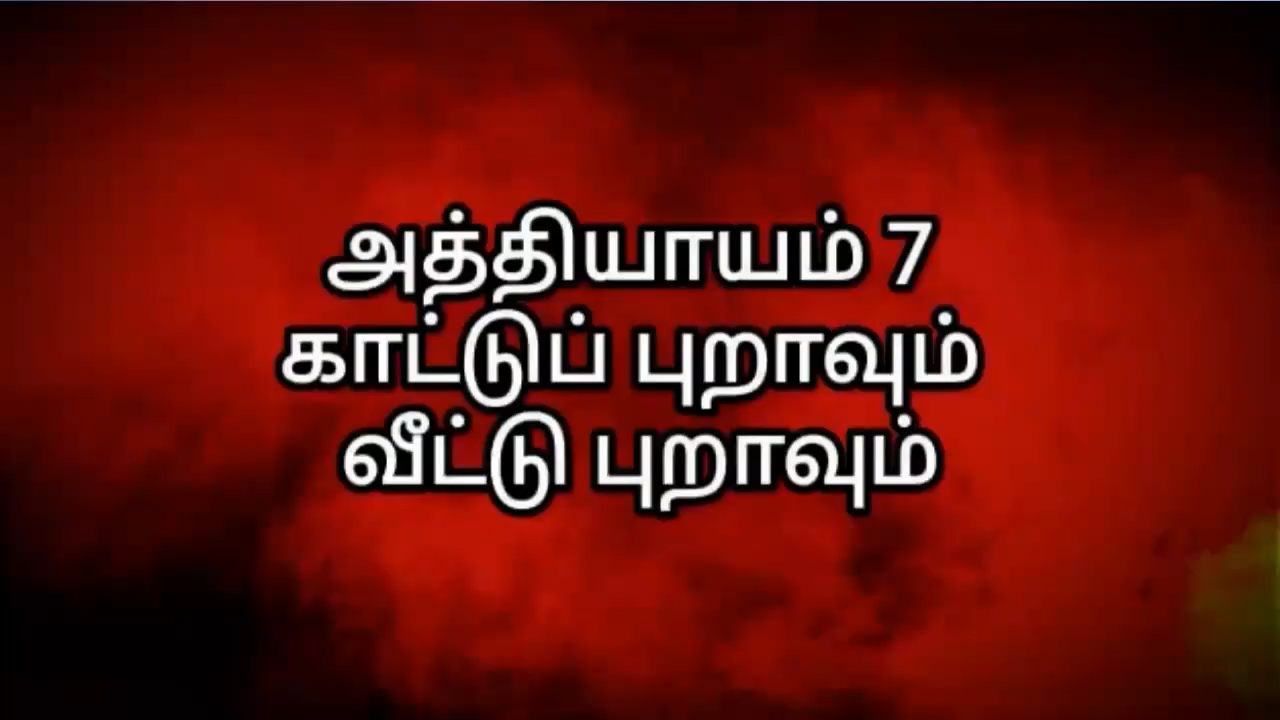 அத்தியாயம் 7
காட்டுப் புறாவும்
வீட்டு புறாவும்